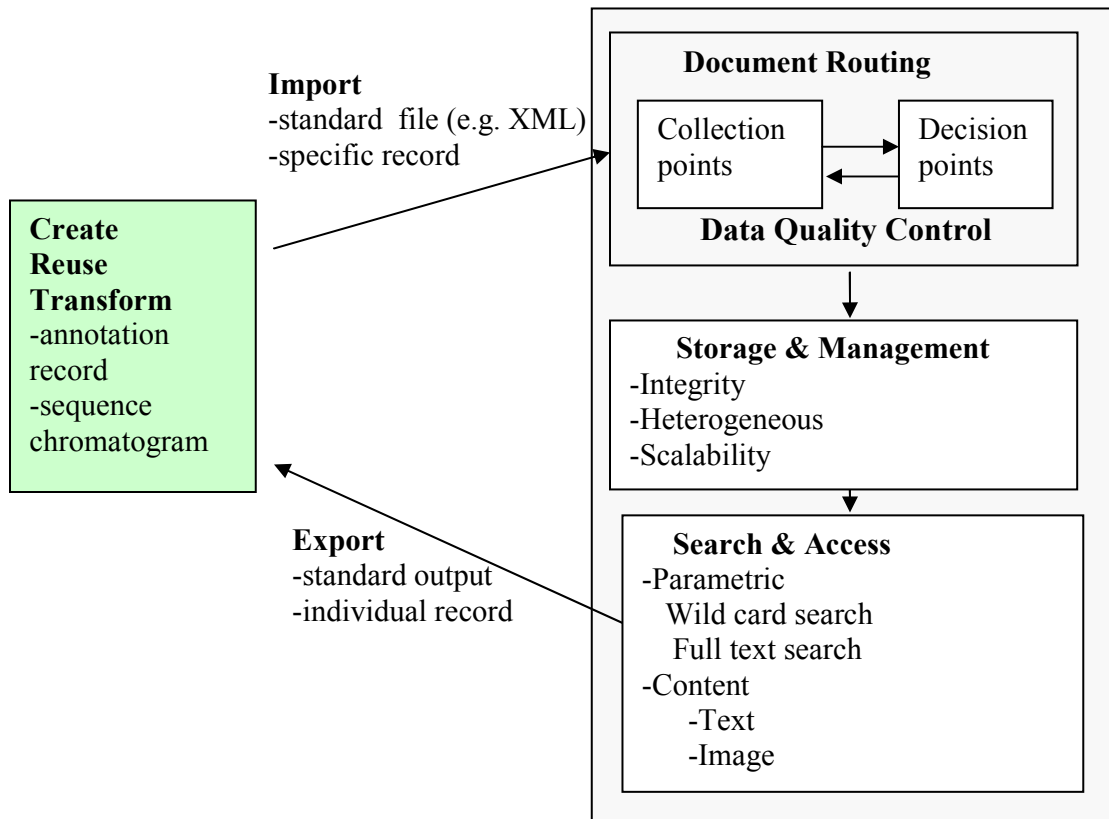 Import
-standard file (e.g. XML)
-specific record
Create
Reuse
Transform
-annotation
record
-sequence
chromatogram
Export
-standard output
-individual record
Document Routing
Collection
points
Decision
points
Data Quality Control
Storage & Management
-Integrity
-Heterogeneous
-Scalability
Search & Access
-Parametric
Wild card search
Full text search
-Content
-Text
-Image